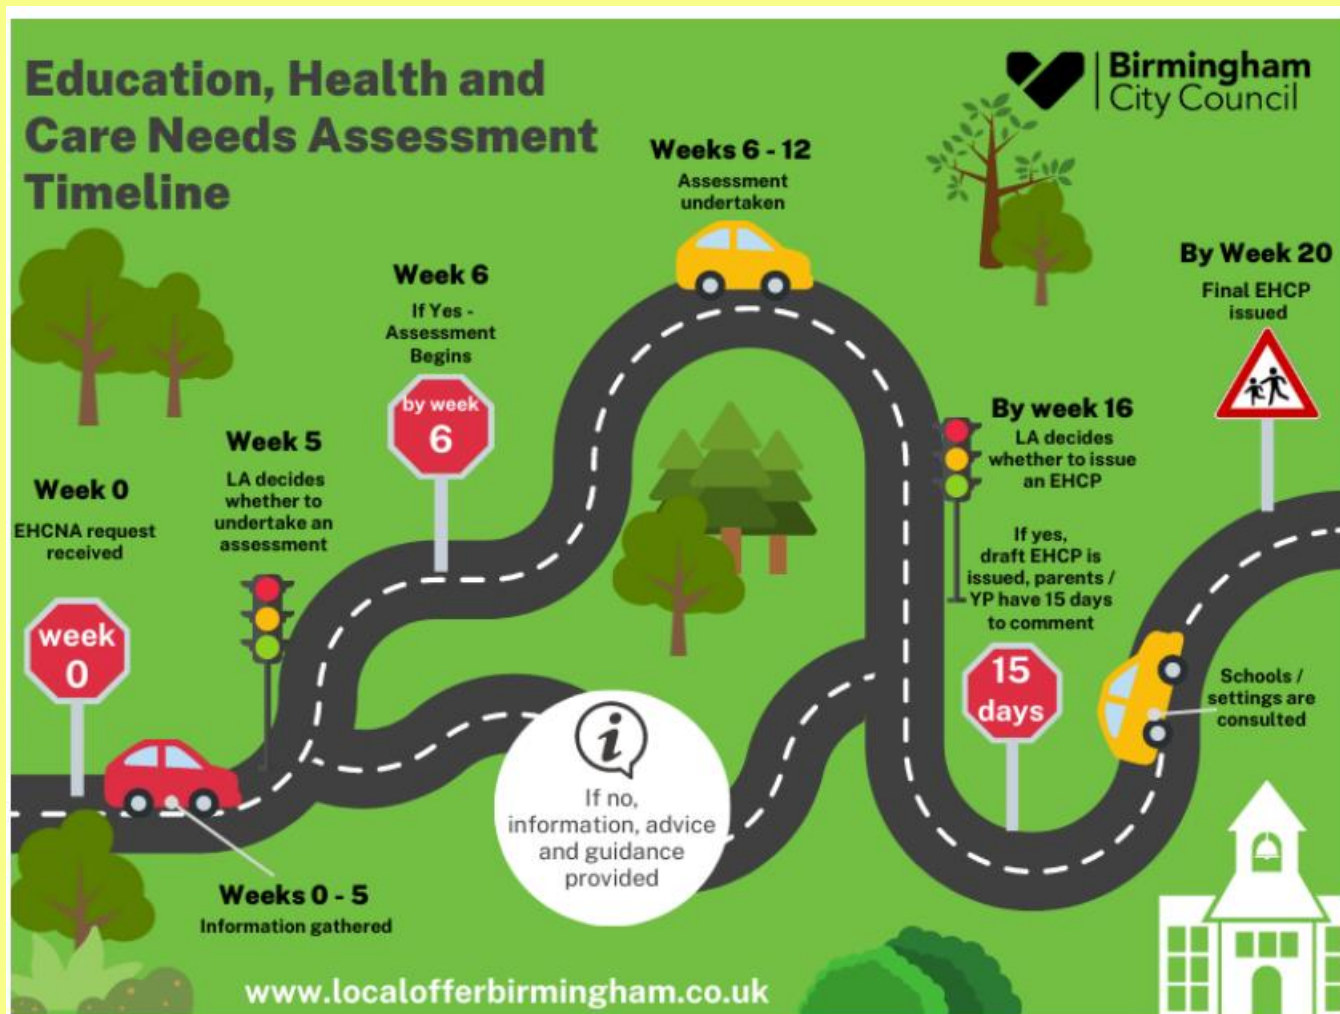 Education, Health and
Care Needs Assessment
Timeline
Birmingham
City Council
Week 0
EHCNA request
received
week
0
Weeks 0 - 5
Information gathered
Week 5
LA decides
whether to
undertake an
assessment
Week 6
If Yes -
Assessment
Begins
by week
6
Weeks 6 - 12
Assessment
undertaken
If no,
information, advice
and guidance
provided
By week 16
LA decides
whether to issue
an EHCP
If yes,
draft EHCP is
issued, parents /
YP have 15 days
to comment
15
days
Schools /
settings are
consulted
By Week 20
Final EHCP
issued
www.localofferbirmingham.co.uk